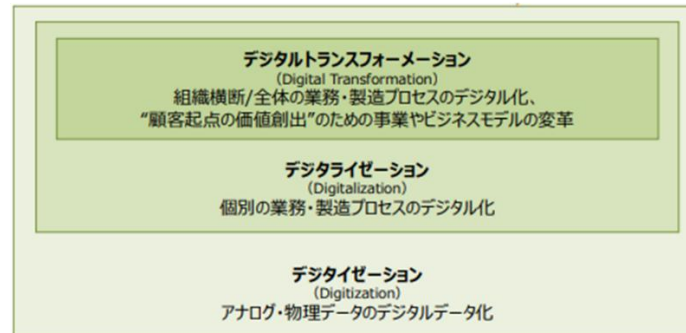 デジタルトランスフォーメーション
(Digital Transformation)
組織横断/全体の業務・製造プロセスのデジタル化、
“顧客起点の価値創出”のための事業やビジネスモデルの変革
デジタライゼーション
(Digitalization)
個別の業務・製造プロセスのデジタル化
デジタイゼーション
(Digitization)
アナログ・物理データのデジタルデータ化